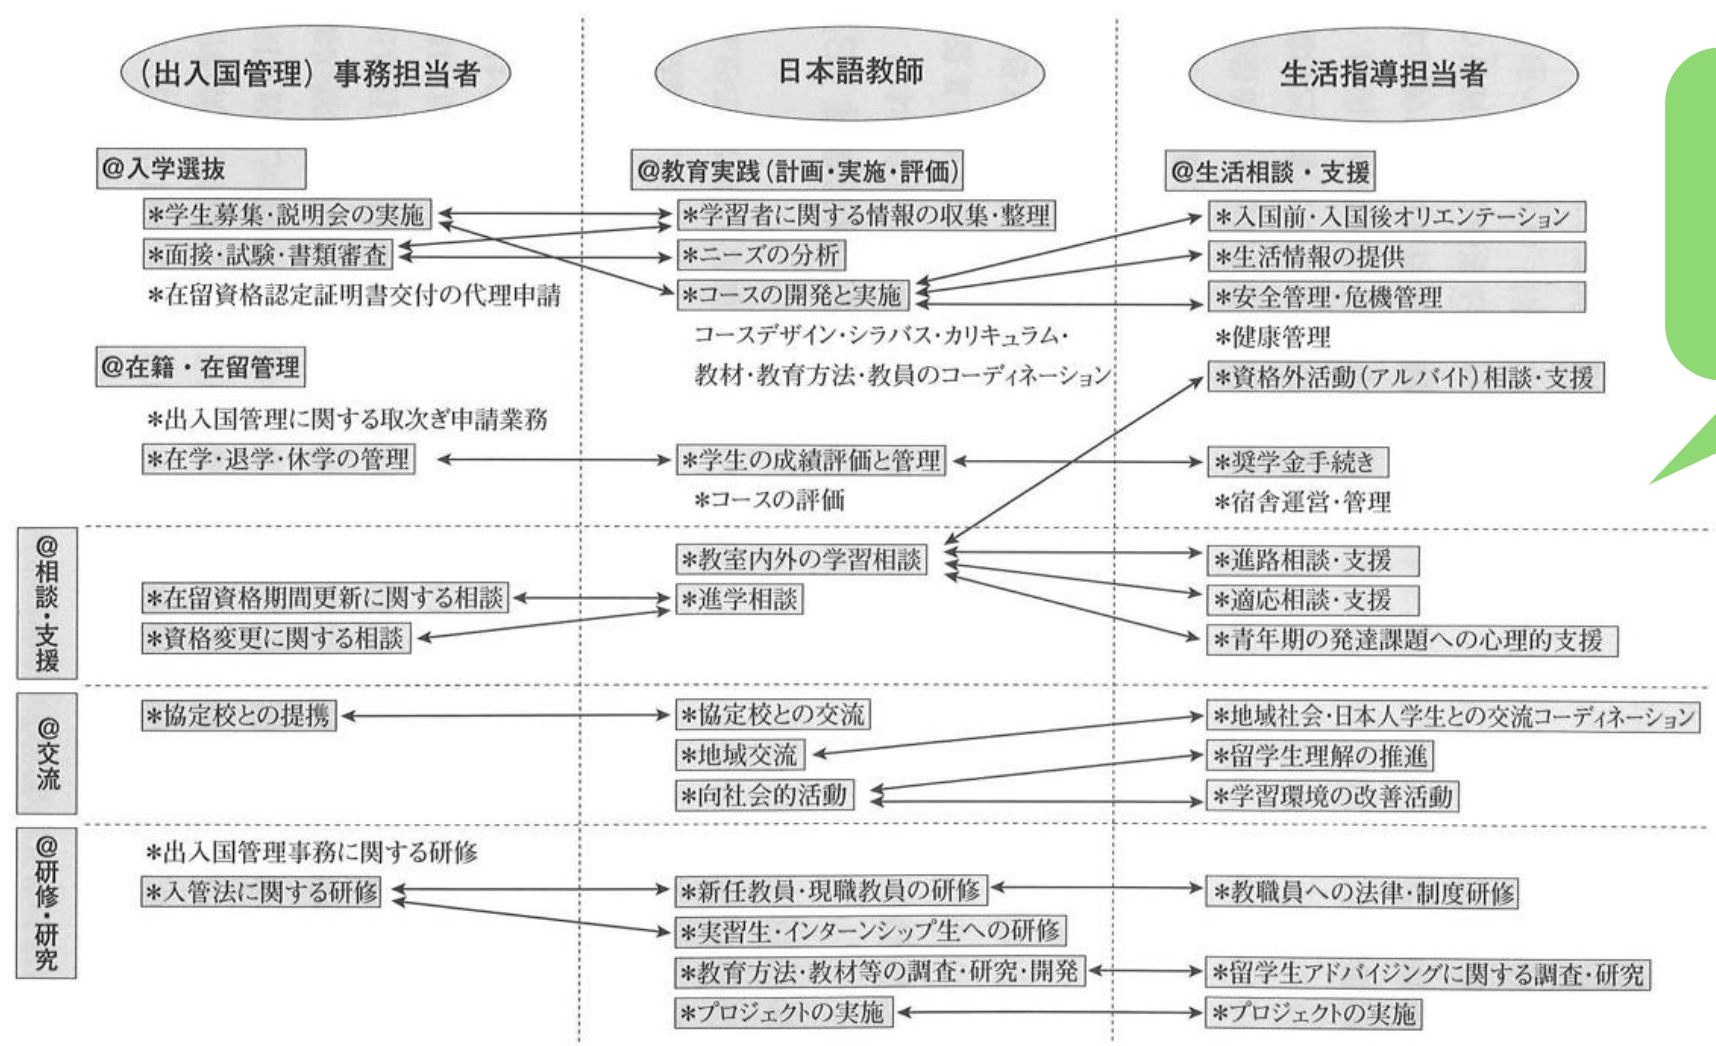 (出入国管理) 事務担当者
日本語教師
生活指導担当者
@入学選抜
*学生募集・説明会の実施
*面接・試験・書類審査
*在留資格認定証明書交付の代理申請
@在籍・在留管理
*出入国管理に関する取次ぎ申請業務
*在学・退学・休学の管理
@教育実践(計画・実施・評価)
*学習者に関する情報の収集・整理
*ニーズの分析
*コースの開発と実施
コースデザイン・シラバス・カリキュラム・
教材・教育方法・教員のコーディネーション
*学生の成績評価と管理
*コースの評価
@生活相談・支援
*入国前・入国後オリエンテーション
*生活情報の提供
*安全管理・危機管理
*健康管理
*資格外活動(アルバイト)相談・支援
*奨学金手続き
*宿舎運営・管理
@相談・支援
*在留資格期間更新に関する相談
*資格変更に関する相談
*教室内外の学習相談
*進学相談
*進路相談・支援
*適応相談・支援
*青年期の発達課題への心理的支援
@交流
*協定校との提携
*協定校との交流
*地域交流
*向社会的活動
*地域社会・日本人学生との交流コーディネーション
*留学生理解の推進
*学習環境の改善活動
@研修・研究
*出入国管理事務に関する研修
*入管法に関する研修
*新任教員・現職教員の研修
*実習生・インターンシップ生への研修
*教育方法・教材等の調査・研究・開発
*プロジェクトの実施
*教職員への法律・制度研修
*留学生アドバイジングに関する調査・研究
*プロジェクトの実施